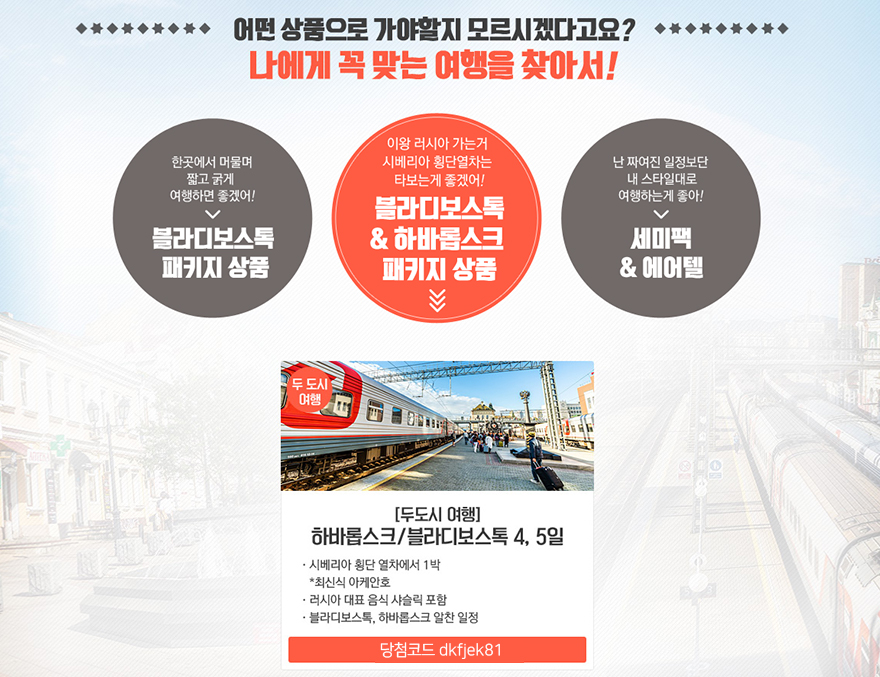 어떤 상품으로 가야할지 모르시겠다고요?
나에게 꼭 맞는 여행을 찾아서!
한곳에서 머물며
짧고 굵게
여행하면 좋겠어!
블라디보스톡
패키지 상품
이왕 러시아 가는거
시베리아 횡단열차는
타보는게 좋겠어!
블라디보스톡
& 하바롭스크
패키지 상품
난 짜여진 일정보단
내 스타일대로
여행하는게 좋아!
세미팩
& 에어텔
두 도시
여행
[두도시 여행]
하바롭스크/블라디보스톡 4, 5일
· 시베리아 횡단 열차에서 1박
*최신식 아케안호
· 러시아 대표 음식 샤슬릭 포함
· 블라디보스톡, 하바롭스크 알찬 일정
당첨코드 dkfjek81